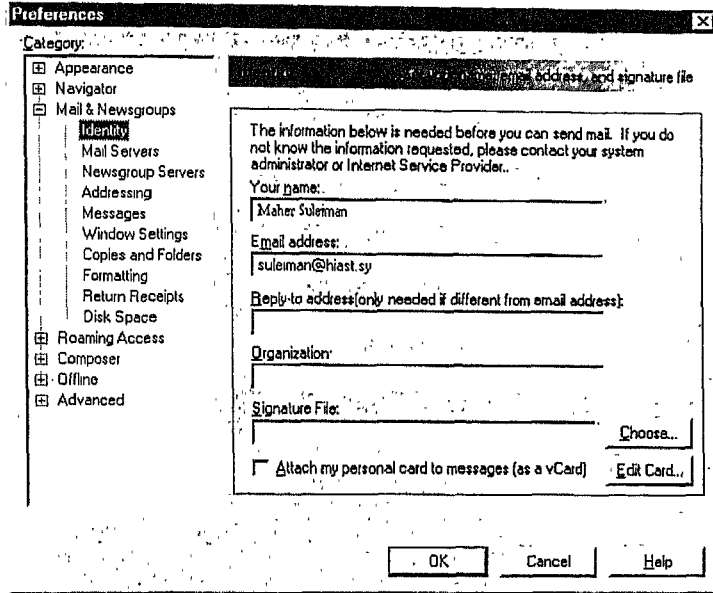 Preferences
Category:
Appearance
Navigator
Mail & Newsgroups
Identity
Mail Servers
Newsgroup Servers
Addressing
Messages
Window Settings
Copies and Folders
Formatting
Return Receipts
Disk Space
Roaming Access
Composer
Offline
Advanced
email address, and signature file
The information below is needed before you can send mail. If you do
not know the information requested, please contact your system
administrator or Internet Service Provider..
Your name:
Maher Suleiman
Email address:
suleiman@hiast.sy
Reply-to address(only needed if different from email address):
Organization:
Signature File:
Choose...
Attach my personal card to messages (as a vCard)
Edit Card...
OK
Cancel
Help